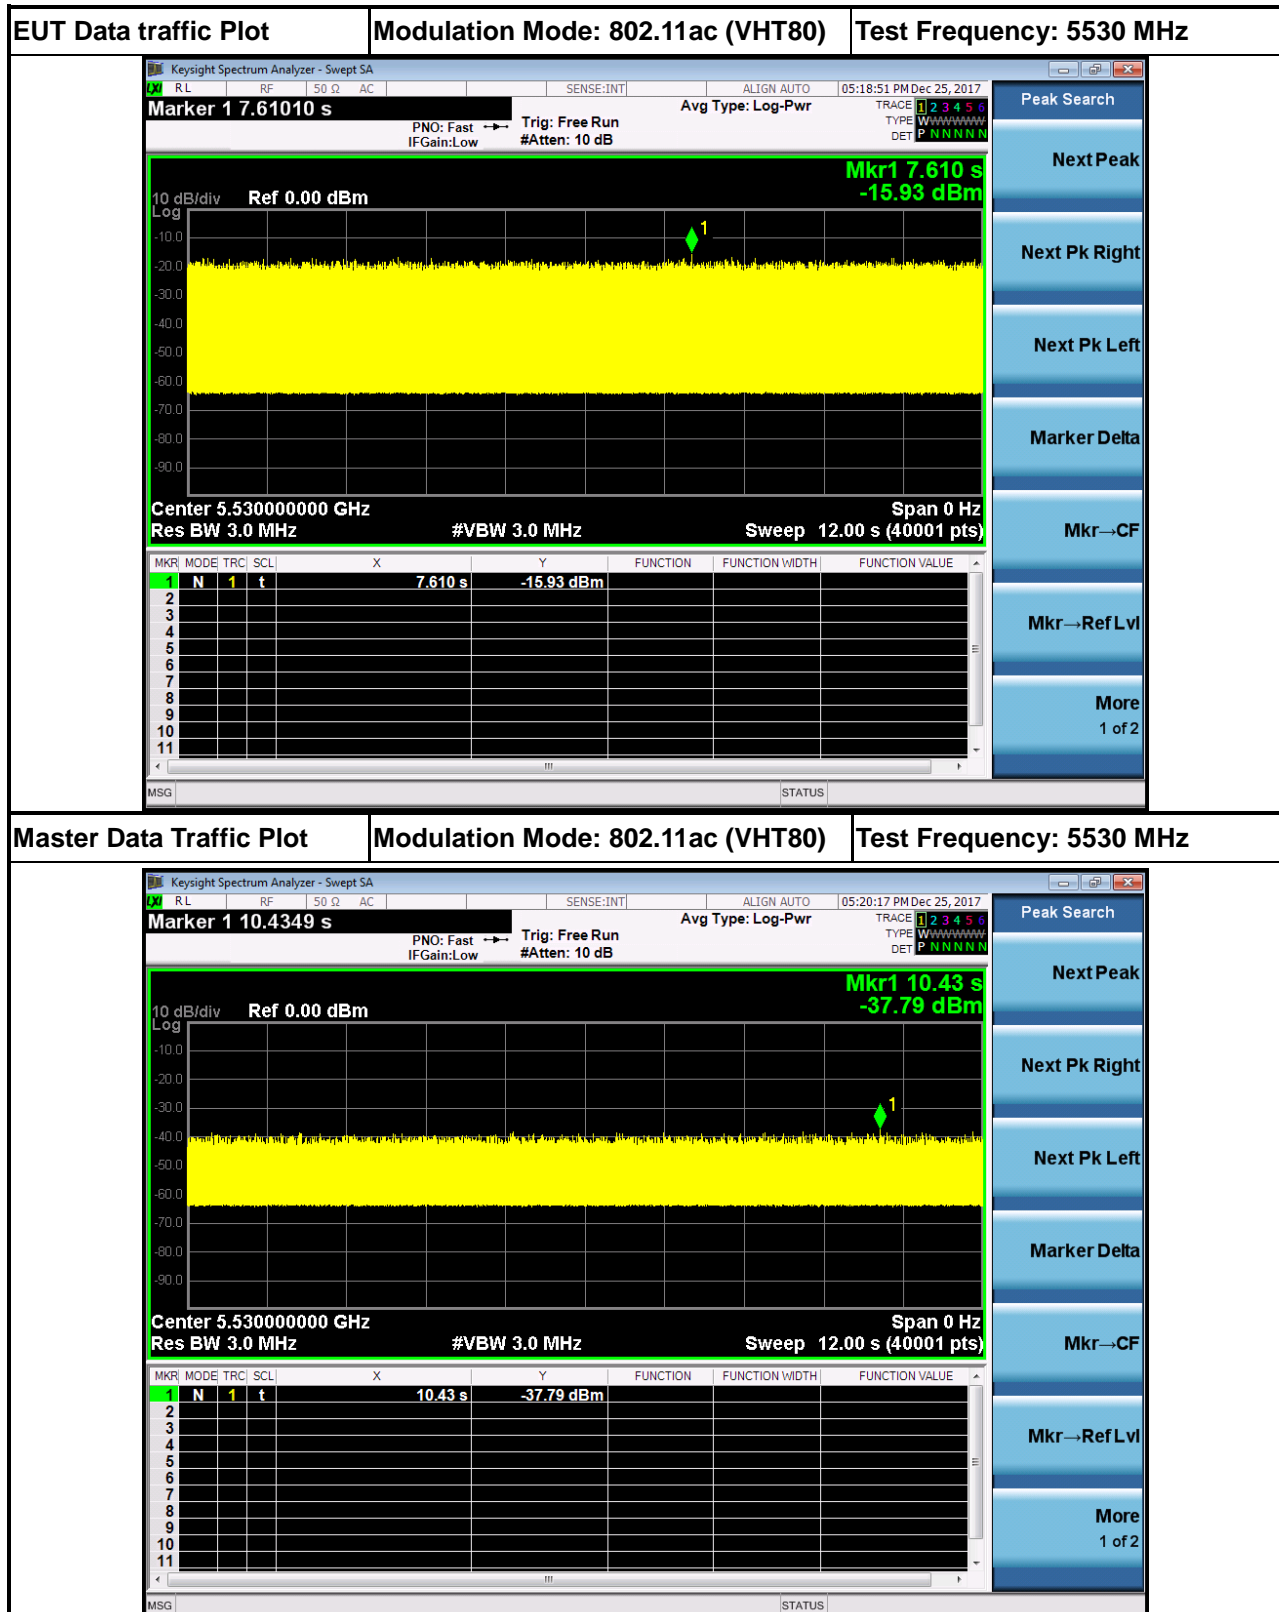 EUT Data traffic Plot Modulation Mode: 802.11ac (VHT80) Test Frequency: 5530 MHz
Keysight Spectrum Analyzer - Swept SA
LXI RL RF 50 Ω AC SENSE:INT ALIGN AUTO 05:18:51 PM Dec 25, 2017
Marker 1 7.61010 s
PNO: Fast
IFGain:Low
Trig: Free Run
#Atten: 10 dB
Avg Type: Log-Pwr
TRACE 1 2 3 4 5 6
TYPE WWWWWW
DET P N N N N N
Peak Search
Mkr1 7.610 s
-15.93 dBm
10 dB/div Ref 0.00 dBm
Log
1
-10.0
-20.0
-30.0
-40.0
-50.0
-60.0
-70.0
-80.0
-90.0
Center 5.530000000 GHz Span 0 Hz
Res BW 3.0 MHz #VBW 3.0 MHz Sweep 12.00 s (40001 pts)
MKR MODE TRC SCL X Y FUNCTION FUNCTION WIDTH FUNCTION VALUE
1 N 1 t 7.610 s -15.93 dBm
2
3
4
5
6
7
8
9
10
11
MSG STATUS
Next Peak
Next Pk Right
Next Pk Left
Marker Delta
Mkr→CF
Mkr→Ref Lvl
More
1 of 2
Master Data Traffic Plot Modulation Mode: 802.11ac (VHT80) Test Frequency: 5530 MHz
Keysight Spectrum Analyzer - Swept SA
LXI RL RF 50 Ω AC SENSE:INT ALIGN AUTO 05:20:17 PM Dec 25, 2017
Marker 1 10.4349 s
PNO: Fast
IFGain:Low
Trig: Free Run
#Atten: 10 dB
Avg Type: Log-Pwr
TRACE 1 2 3 4 5 6
TYPE WWWWWW
DET P N N N N N
Peak Search
Mkr1 10.43 s
-37.79 dBm
10 dB/div Ref 0.00 dBm
Log
-10.0
-20.0
-30.0
1
-40.0
-50.0
-60.0
-70.0
-80.0
-90.0
Center 5.530000000 GHz Span 0 Hz
Res BW 3.0 MHz #VBW 3.0 MHz Sweep 12.00 s (40001 pts)
MKR MODE TRC SCL X Y FUNCTION FUNCTION WIDTH FUNCTION VALUE
1 N 1 t 10.43 s -37.79 dBm
2
3
4
5
6
7
8
9
10
11
MSG STATUS
Next Peak
Next Pk Right
Next Pk Left
Marker Delta
Mkr→CF
Mkr→Ref Lvl
More
1 of 2